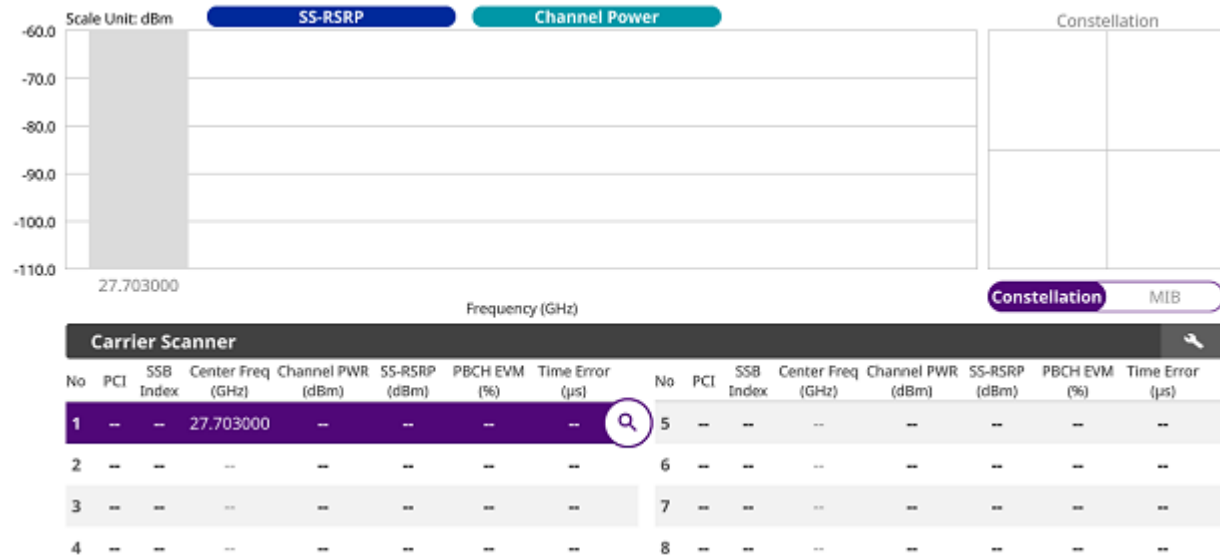 Scale Unit: dBm SS-RSRP Channel Power Constellation
-60.0
-70.0
-80.0
-90.0
-100.0
-110.0
27.703000
Frequency (GHz)
Constellation MIB
Carrier Scanner
No PCI SSB Index Center Freq (GHz) Channel PWR (dBm) SS-RSRP (dBm) PBCH EVM (%) Time Error (μs) No PCI SSB Index Center Freq (GHz) Channel PWR (dBm) SS-RSRP (dBm) PBCH EVM (%) Time Error (μs)
1 -- -- 27.703000 -- -- -- -- 5 -- -- -- -- -- -- --
2 -- -- -- -- -- -- -- 6 -- -- -- -- -- -- --
3 -- -- -- -- -- -- -- 7 -- -- -- -- -- -- --
4 -- -- -- -- -- -- -- 8 -- -- -- -- -- -- --